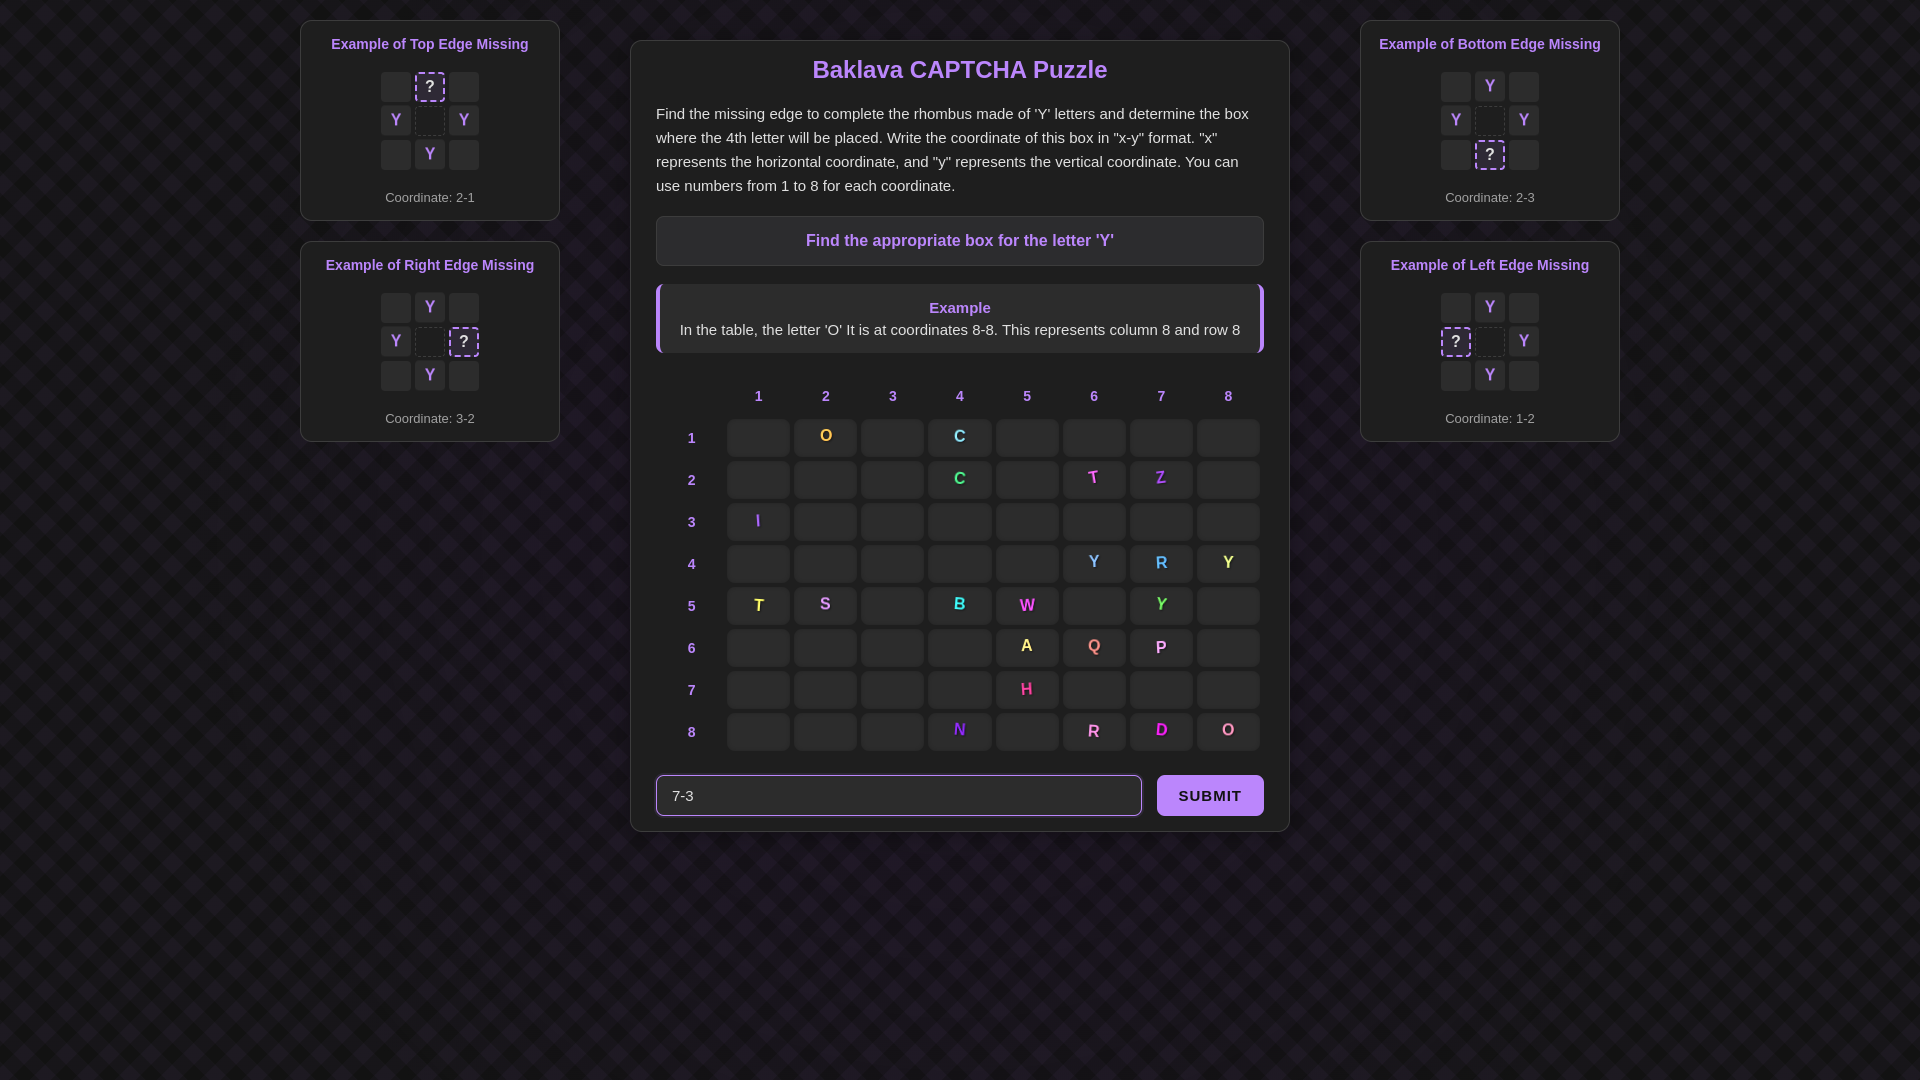 Example of Top Edge Missing
?
Y Y
Y
Coordinate: 2-1
Example of Right Edge Missing
Y
Y ?
Y
Coordinate: 3-2
Baklava CAPTCHA Puzzle
Find the missing edge to complete the rhombus made of 'Y' letters and determine the box
where the 4th letter will be placed. Write the coordinate of this box in "x-y" format. "x"
represents the horizontal coordinate, and "y" represents the vertical coordinate. You can
use numbers from 1 to 8 for each coordinate.
Find the appropriate box for the letter 'Y'
Example
In the table, the letter 'O' It is at coordinates 8-8. This represents column 8 and row 8
1 2 3 4 5 6 7 8
1 O C
2 C T Z
3 I
4 Y R Y
5 T S B W Y
6 A Q P
7 H
8 N R D O
7-3
SUBMIT
Example of Bottom Edge Missing
Y
Y Y
?
Coordinate: 2-3
Example of Left Edge Missing
Y
? Y
Y
Coordinate: 1-2